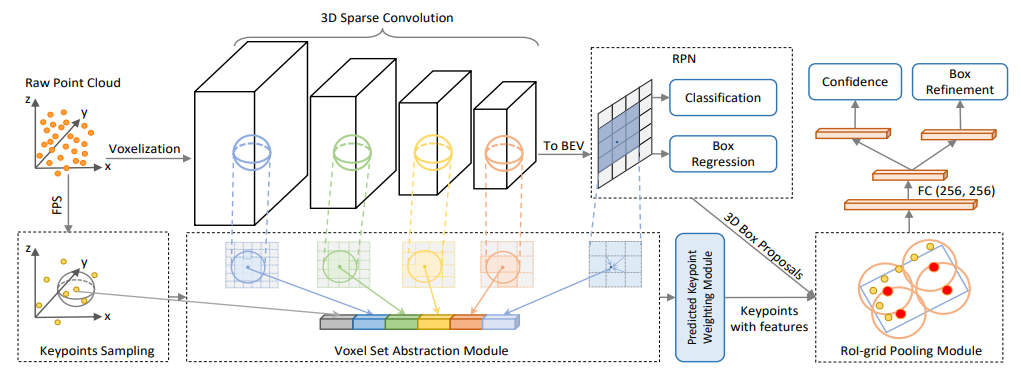 3D Sparse Convolution
Raw Point Cloud
z
y
x
Voxelization
FPS
To BEV
RPN
Classification
Box
Regression
Confidence
Box
Refinement
FC (256, 256)
3D Box Proposals
z
y
x
Keypoints Sampling
Voxel Set Abstraction Module
Predicted Keypoint
Weighting Module
Keypoints
with features
RoI-grid Pooling Module